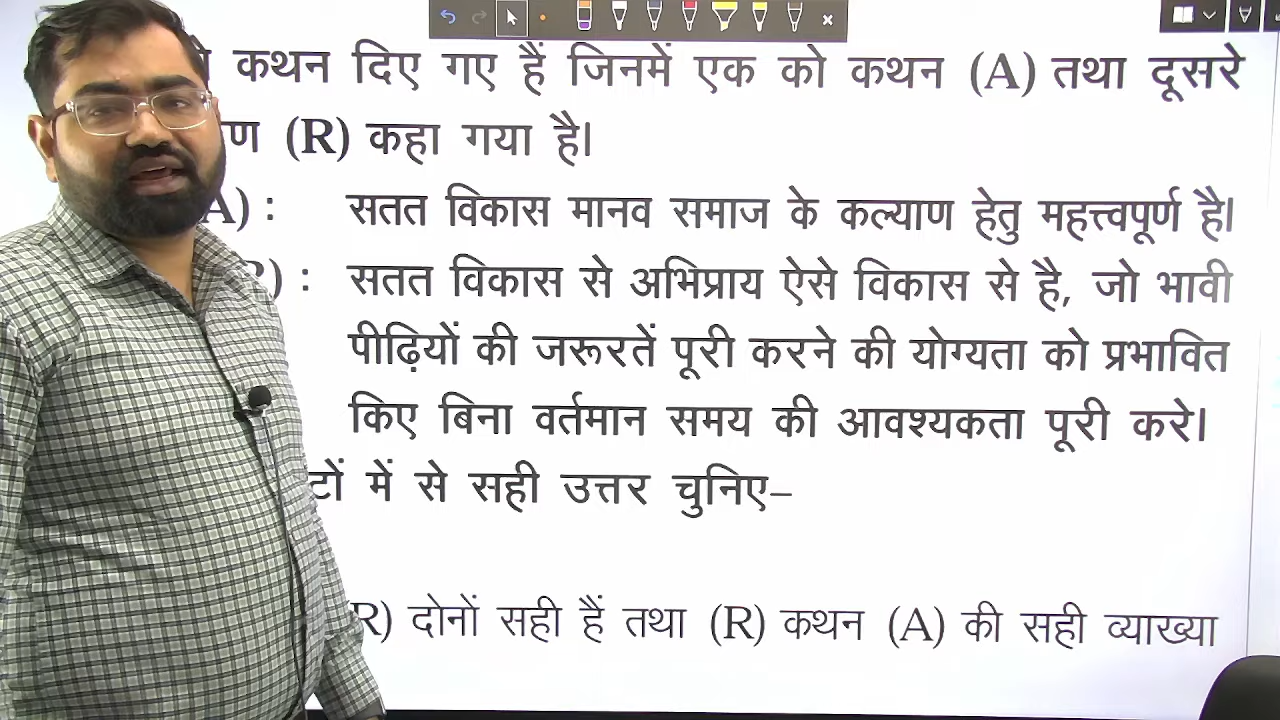 कथन दिए गए हैं जिनमें एक को कथन (A) तथा दूसरे
(R) कहा गया है।
A) : सतत विकास मानव समाज के कल्याण हेतु महत्त्वपूर्ण है।
) : सतत विकास से अभिप्राय ऐसे विकास से है, जो भावी
पीढ़ियों की जरूरतें पूरी करने की योग्यता को प्रभावित
किए बिना वर्तमान समय की आवश्यकता पूरी करे।
में से सही उत्तर चुनिए–
R) दोनों सही हैं तथा (R) कथन (A) की सही व्याख्या